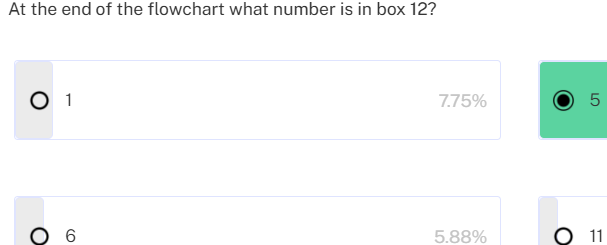 At the end of the flowchart what number is in box 12?
1 7.75% 5
6 5.88% 11